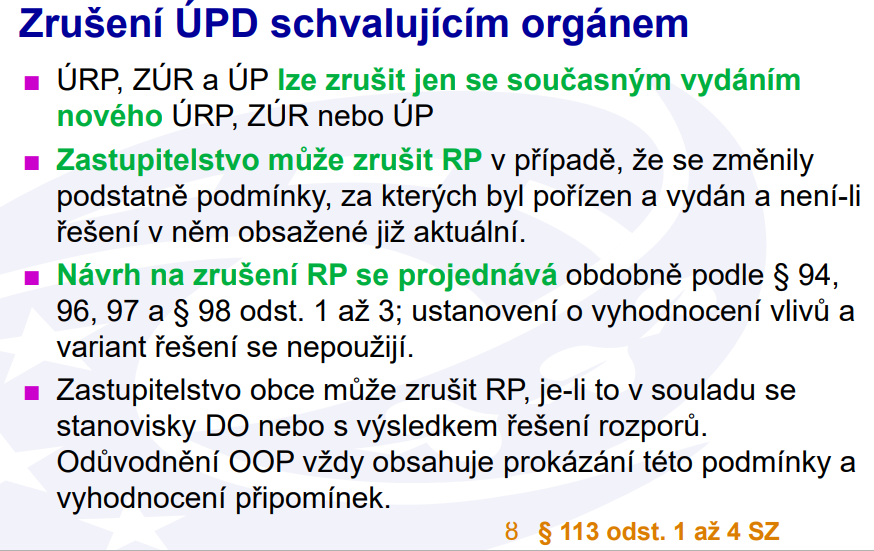 Zrušení ÚPD schvalujícím orgánem
■ ÚRP, ZÚR a ÚP lze zrušit jen se současným vydáním
nového ÚRP, ZÚR nebo ÚP
■ Zastupitelstvo může zrušit RP v případě, že se změnily
podstatně podmínky, za kterých byl pořízen a vydán a není-li
řešení v něm obsažené již aktuální.
■ Návrh na zrušení RP se projednává obdobně podle § 94,
96, 97 a § 98 odst. 1 až 3; ustanovení o vyhodnocení vlivů a
variant řešení se nepoužijí.
■ Zastupitelstvo obce může zrušit RP, je-li to v souladu se
stanovisky DO nebo s výsledkem řešení rozporů.
Odůvodnění OOP vždy obsahuje prokázání této podmínky a
vyhodnocení připomínek.
8 § 113 odst. 1 až 4 SZ